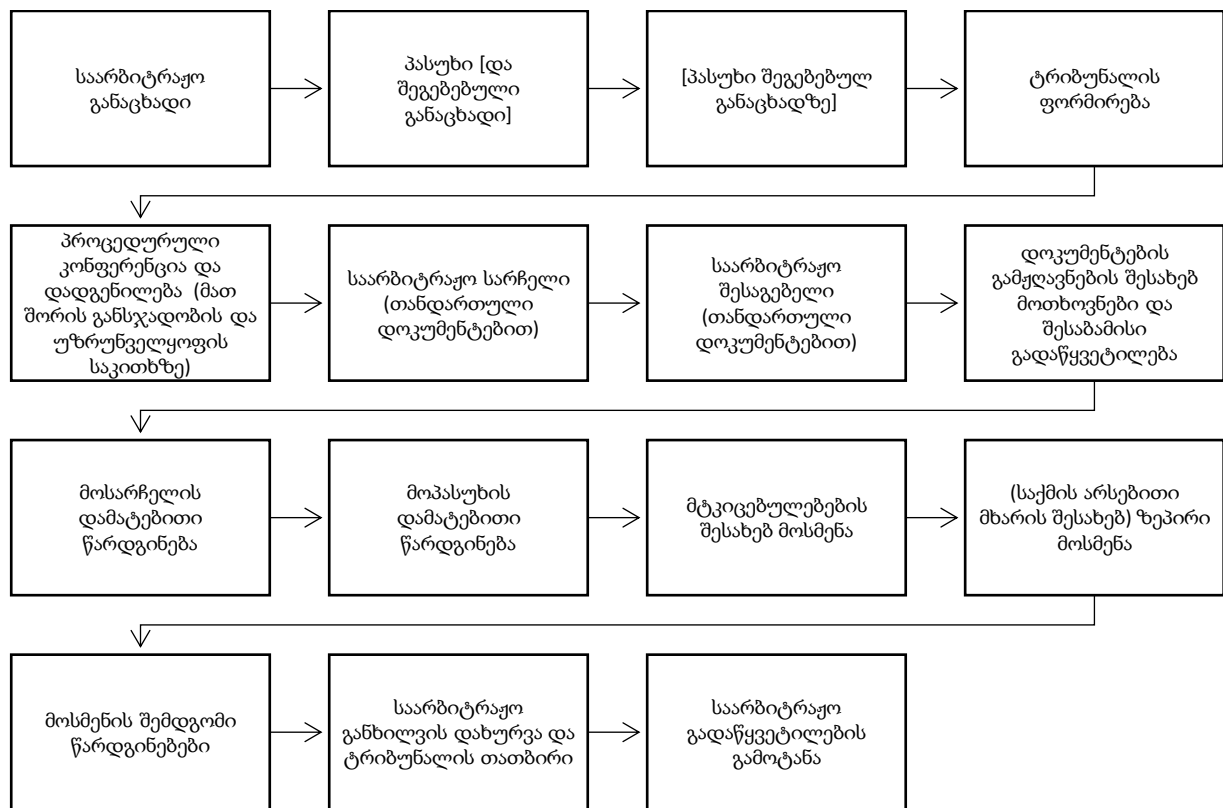 საარბიტრაჟო
განაცხადი
პასუხი [და
შეგებებული
განაცხადი]
[პასუხი შეგებებულ
განაცხადზე]
ტრიბუნალის
ფორმირება
პროცედურული
კონფერენცია და
დადგენილება (მათ
შორის განსჯადობის და
უზრუნველყოფის
საკითხზე)
საარბიტრაჟო სარჩელი
(თანდართული
დოკუმენტებით)
საარბიტრაჟო
შესაგებელი
(თანდართული
დოკუმენტებით)
დოკუმენტების
გამჟღავნების შესახებ
მოთხოვნები და
შესაბამისი
გადაწყვეტილება
მოსარჩელის
დამატებითი
წარდგინება
მოპასუხის
დამატებითი
წარდგინება
მტკიცებულებების
შესახებ მოსმენა
(საქმის არსებითი
მხარის შესახებ) ზეპირი
მოსმენა
მოსმენის შემდგომი
წარდგინებები
საარბიტრაჟო
განხილვის დახურვა და
ტრიბუნალის თათბირი
საარბიტრაჟო
გადაწყვეტილების
გამოტანა